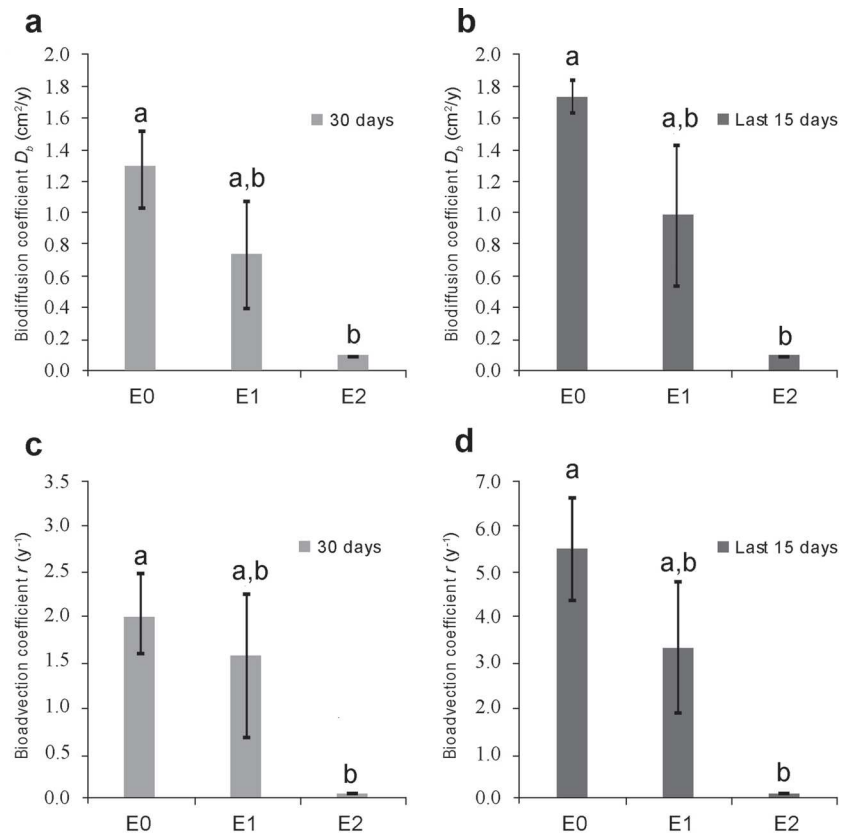 a
Biodiffusion coefficient D_b (cm²/y)
2.0
1.8
1.6
1.4
1.2
1.0
0.8
0.6
0.4
0.2
0.0
a
a,b
b
30 days
E0 E1 E2
b
Biodiffusion coefficient D_b (cm²/y)
2.0
1.8
1.6
1.4
1.2
1.0
0.8
0.6
0.4
0.2
0.0
a
a,b
b
Last 15 days
E0 E1 E2
c
Bioadvection coefficient r (y⁻¹)
3.5
3.0
2.5
2.0
1.5
1.0
0.5
0.0
a
a,b
b
30 days
E0 E1 E2
d
Bioadvection coefficient r (y⁻¹)
7.0
6.0
5.0
4.0
3.0
2.0
1.0
0.0
a
a,b
b
Last 15 days
E0 E1 E2